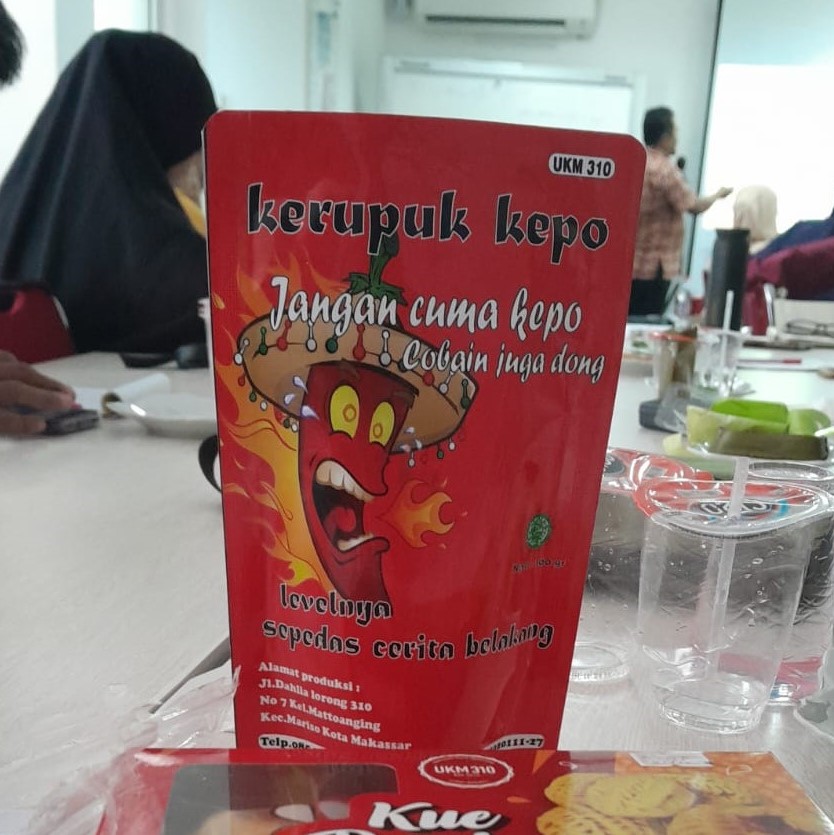 UKM 310
kerupuk kepo
Jangan cuma kepo
Cobain juga dong
levelnya
sepedas cerita belakang
Alamat produksi :
Jl.Dahlia lorong 310
No 7 Kel.Mattoanging
Kec.Mariso Kota Makassar
Telp.
UKM 310
Kue